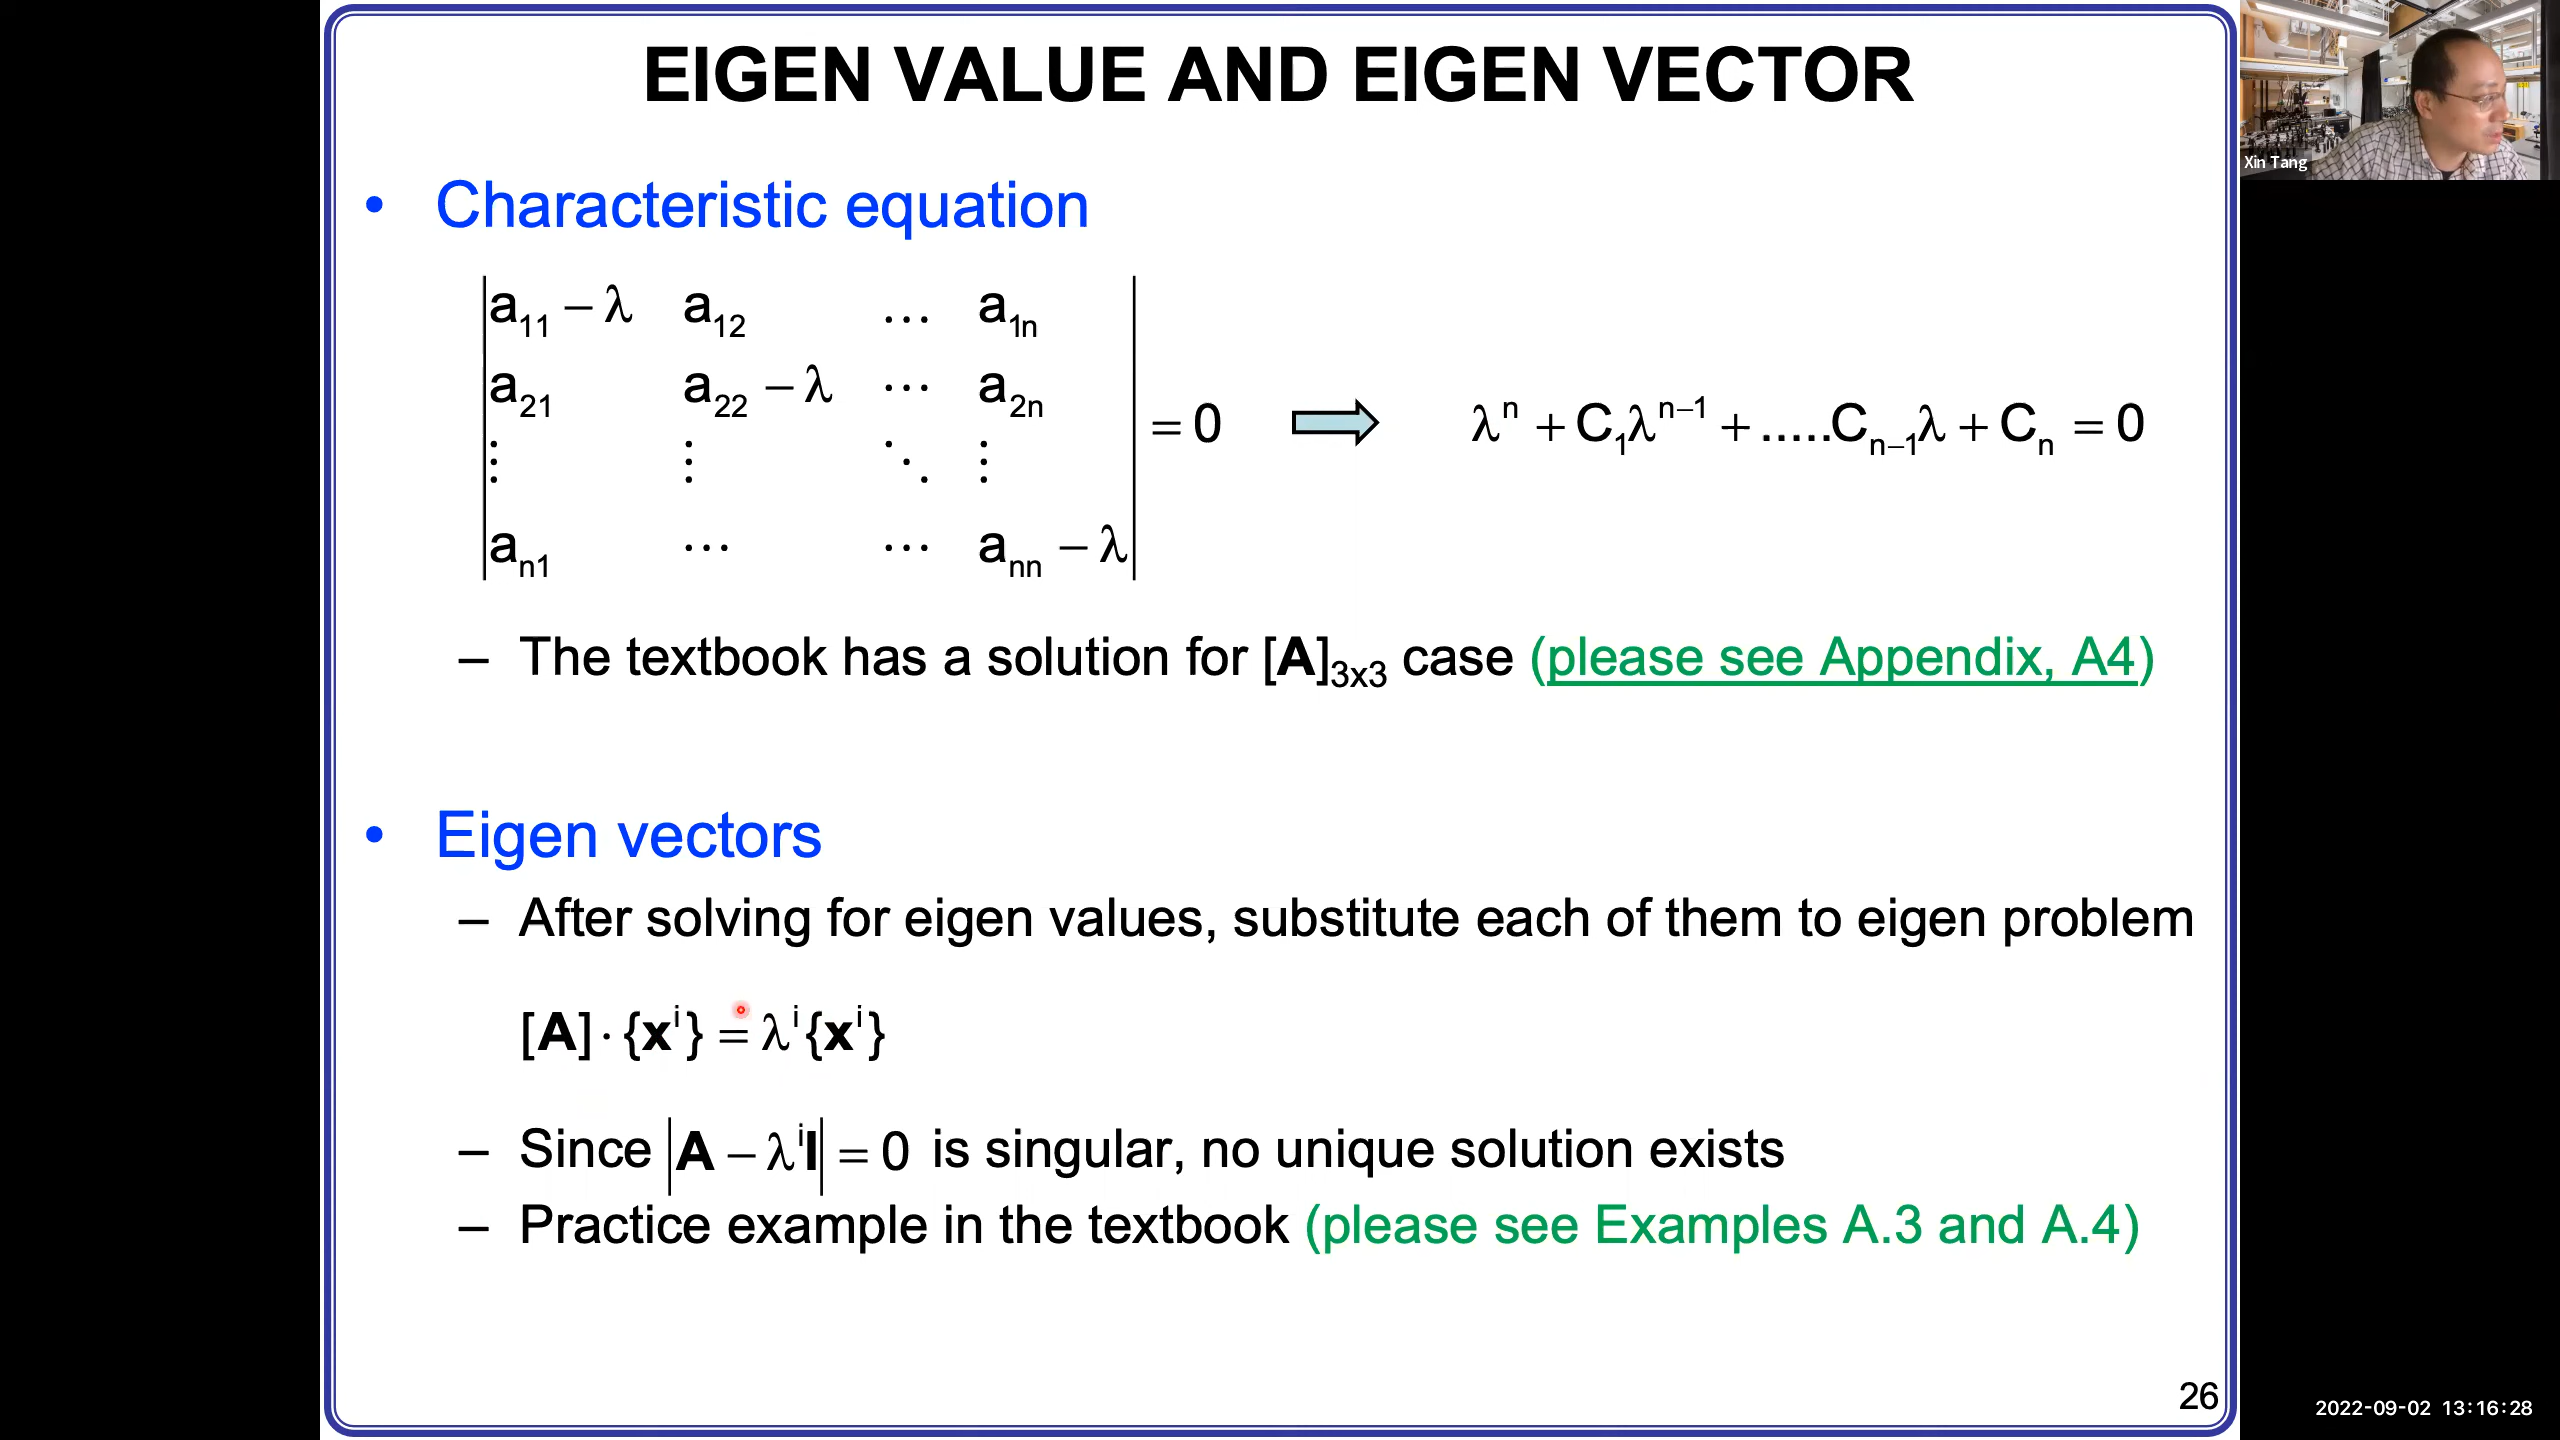 EIGEN VALUE AND EIGEN VECTOR
Xin Tang
• Characteristic equation
|a₁₁ − λ a₁₂ … a₁ₙ|
|a₂₁ a₂₂ − λ ⋯ a₂ₙ|
|⋮ ⋮ ⋱ ⋮| = 0 ⇒ λⁿ + C₁λⁿ⁻¹ + .....Cₙ₋₁λ + Cₙ = 0
|aₙ₁ ⋯ ⋯ aₙₙ − λ|
– The textbook has a solution for [A]₃ₓ₃ case (please see Appendix, A4)
• Eigen vectors
– After solving for eigen values, substitute each of them to eigen problem
[A] · {xⁱ} = λⁱ{xⁱ}
– Since |A − λⁱI| = 0 is singular, no unique solution exists
– Practice example in the textbook (please see Examples A.3 and A.4)
26
2022-09-02 13:16:28